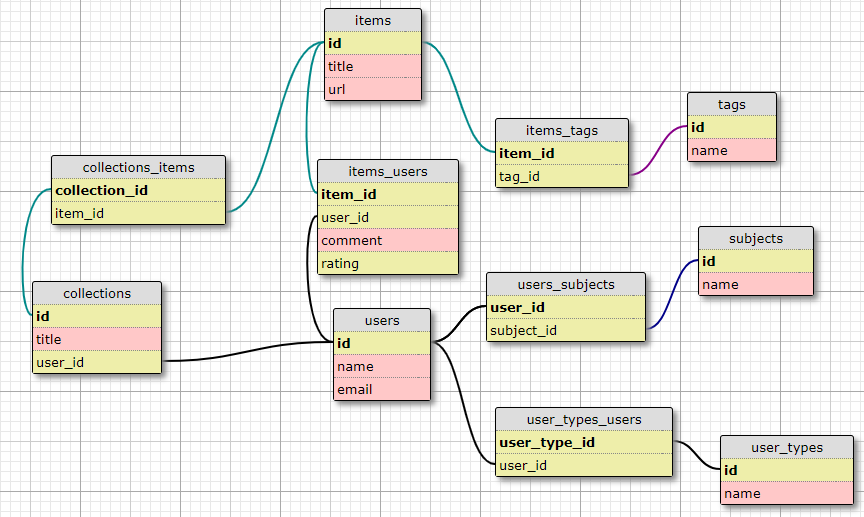 items
id
title
url
tags
id
name
items_tags
item_id
tag_id
collections_items
collection_id
item_id
items_users
item_id
user_id
comment
rating
subjects
id
name
users_subjects
user_id
subject_id
collections
id
title
user_id
users
id
name
email
user_types_users
user_type_id
user_id
user_types
id
name